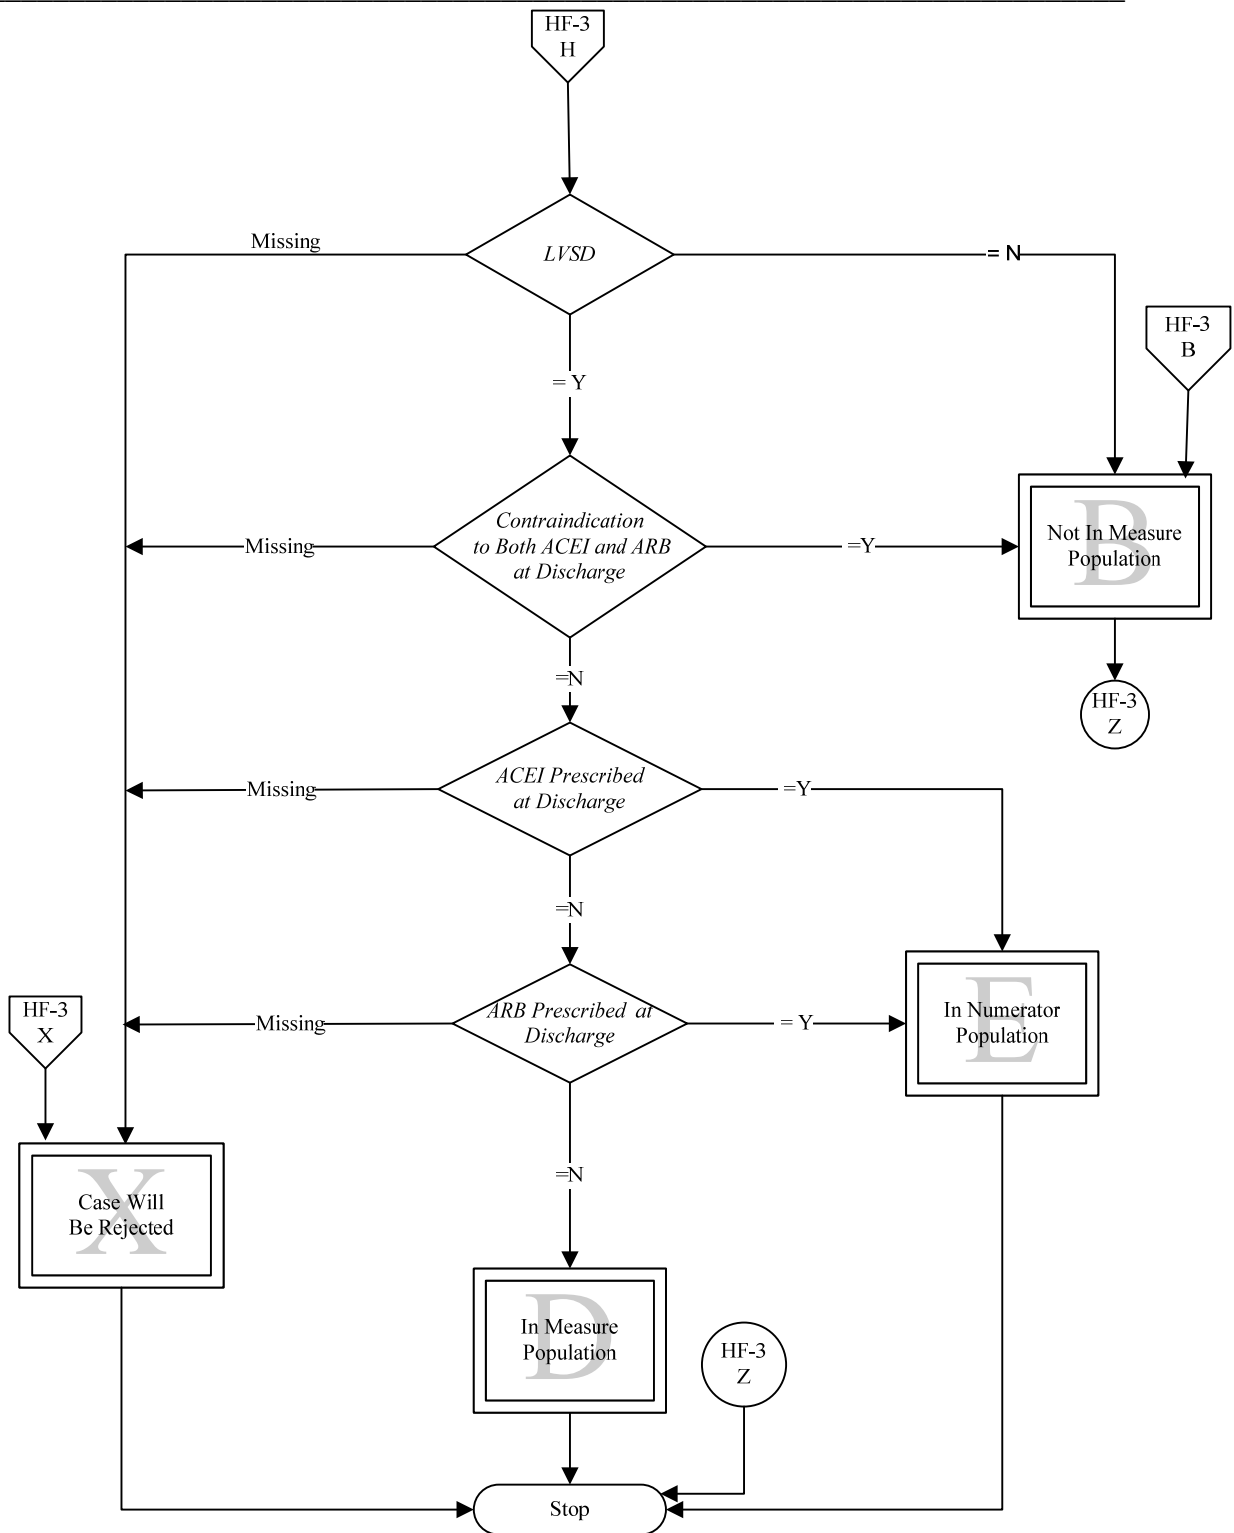 HF-3
H
Missing
LVSD
= N
HF-3
B
= Y
Contraindication
to Both ACEI and ARB
at Discharge
Missing
=Y
B
Not In Measure
Population
=N
HF-3
Z
ACEI Prescribed
at Discharge
Missing
=Y
=N
HF-3
X
Missing
ARB Prescribed at
Discharge
= Y
E
In Numerator
Population
=N
X
Case Will
Be Rejected
D
In Measure
Population
HF-3
Z
Stop